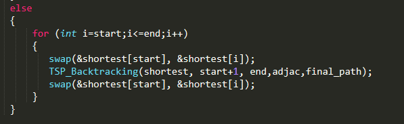 else
{
for (int i=start;i<=end;i++)
{
swap(&shortest[start], &shortest[i]);
TSP_Backtracking(shortest, start+1, end,adjac,final_path);
swap(&shortest[start], &shortest[i]);
}
}
}